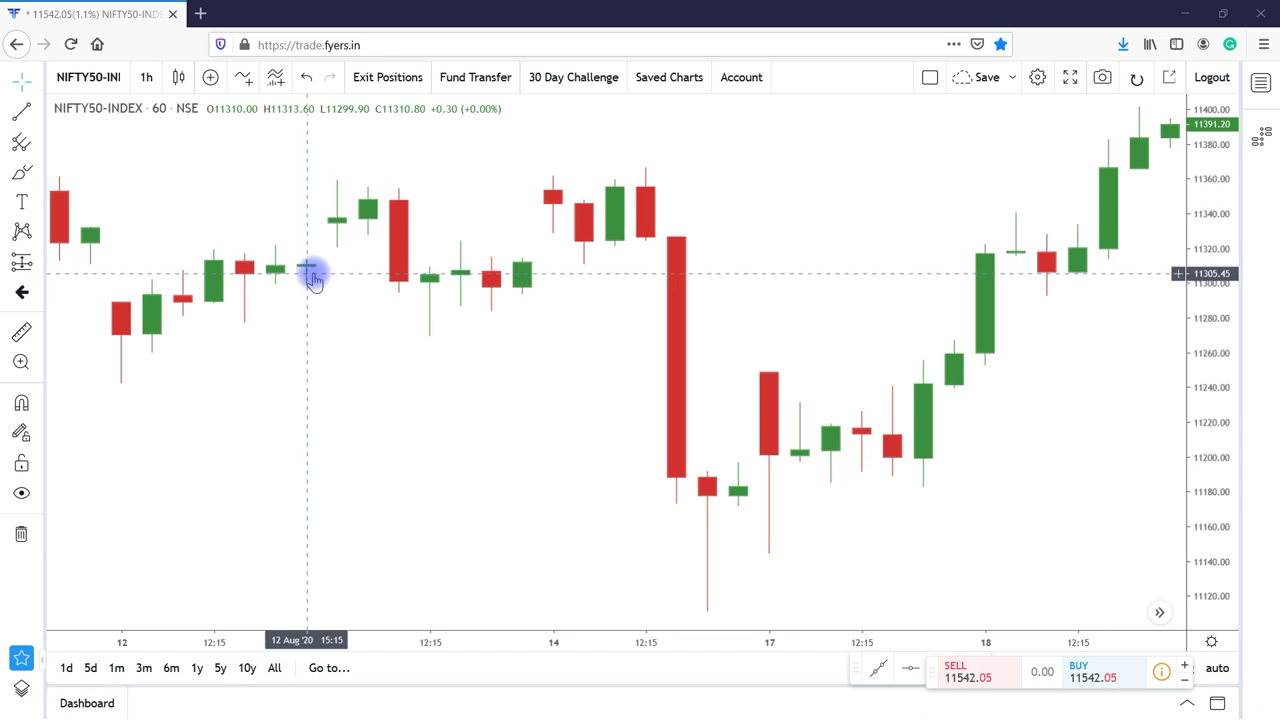 * 11542.05(1.1%) NIFTY50-IND
https://trade.fyers.in
NIFTY50-INI 1h Exit Positions Fund Transfer 30 Day Challenge Saved Charts Account Save Logout
NIFTY50-INDEX · 60 · NSE O11310.00 H11313.60 L11299.90 C11310.80 +0.30 (+0.00%)
11400.00
11391.20
11380.00
11360.00
11340.00
11320.00
11305.45
11300.00
11280.00
11260.00
11240.00
11220.00
11200.00
11180.00
11160.00
11140.00
11120.00
12 12:15 12 Aug '20 15:15 12:15 14 12:15 17 12:15 18 12:15
1d 5d 1m 3m 6m 1y 5y 10y All Go to... auto
SELL 11542.05 0.00 BUY 11542.05
Dashboard